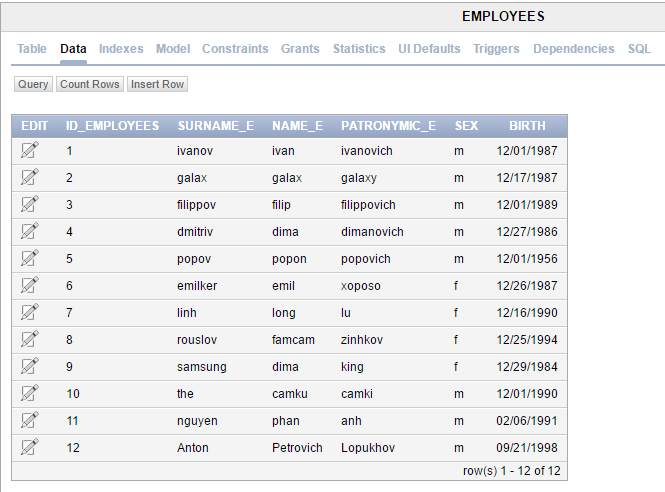 EMPLOYEES
Table Data Indexes Model Constraints Grants Statistics UI Defaults Triggers Dependencies SQL
Query Count Rows Insert Row
EDIT ID_EMPLOYEES SURNAME_E NAME_E PATRONYMIC_E SEX BIRTH
1 ivanov ivan ivanovich m 12/01/1987
2 galax galax galaxy m 12/17/1987
3 filippov filip filippovich m 12/01/1989
4 dmitriv dima dimanovich m 12/27/1986
5 popov popon popovich m 12/01/1956
6 emilker emil xoposo f 12/26/1987
7 linh long lu f 12/16/1990
8 rouslov famcam zinhkov f 12/25/1994
9 samsung dima king f 12/29/1984
10 the camku camki m 12/01/1990
11 nguyen phan anh m 02/06/1991
12 Anton Petrovich Lopukhov m 09/21/1998
row(s) 1 - 12 of 12